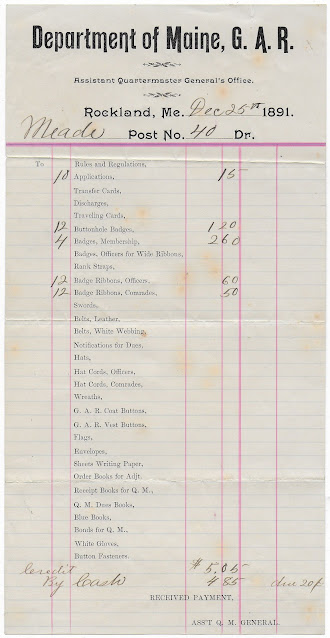 Department of Maine, G. A. R.
Assistant Quartermaster General's Office.
Rockland, Me. Dec 25th 1891.
Meade Post No. 40 Dr.
To Rules and Regulations,
10 Applications, 15
Transfer Cards,
Discharges,
Traveling Cards,
12 Buttonhole Badges, 1 20
4 Badges, Membership, 2 60
Badges, Officers for Wide Ribbons,
Rank Straps,
12 Badge Ribbons, Officers, 60
12 Badge Ribbons, Comrades, 50
Swords,
Belts, Leather,
Belts, White Webbing,
Notifications for Dues,
Hats,
Hat Cords, Officers,
Hat Cords, Comrades,
Wreaths,
G. A. R. Coat Buttons,
G. A. R. Vest Buttons,
Flags,
Envelopes,
Sheets Writing Paper,
Order Books for Adjt.
Receipt Books for Q. M.,
Q. M. Dues Books,
Blue Books,
Bonds for Q. M.,
White Gloves,
Button Fasteners.
$ 5,05
Credit
By Cash 4 85 due 20¢
RECEIVED PAYMENT,
ASS'T Q. M. GENERAL.